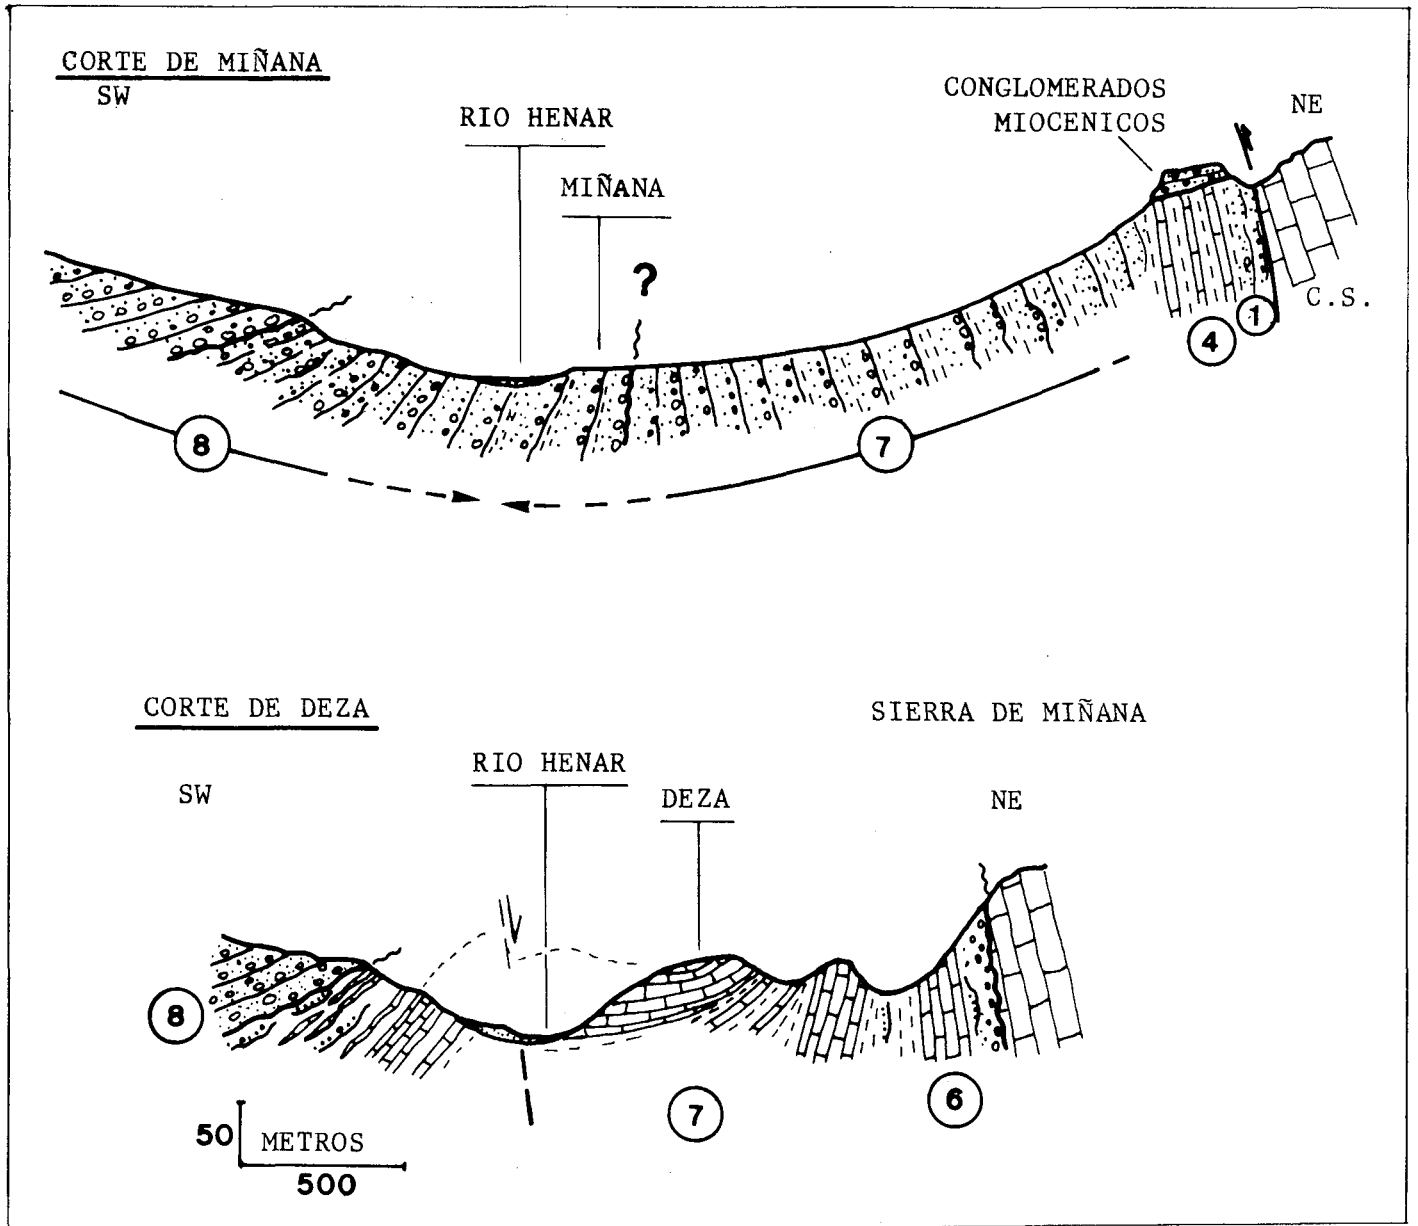 CORTE DE MIÑANA
SW
RIO HENAR
MIÑANA
?
CONGLOMERADOS
MIOCENICOS
NE
C.S.
1
4
7
8
CORTE DE DEZA
SIERRA DE MIÑANA
SW
RIO HENAR
DEZA
NE
8
7
6
50
METROS
500